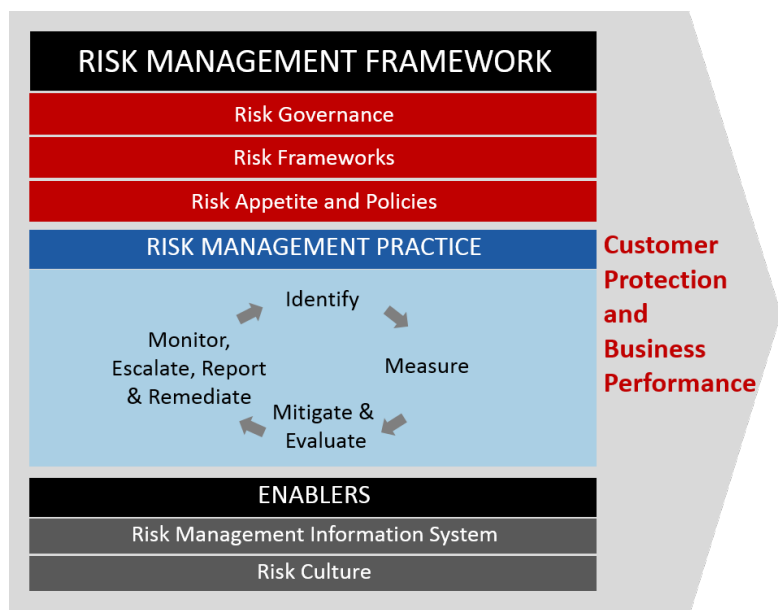 RISK MANAGEMENT FRAMEWORK
Risk Governance
Risk Frameworks
Risk Appetite and Policies
RISK MANAGEMENT PRACTICE
Identify
Measure
Mitigate &
Evaluate
Monitor,
Escalate, Report
& Remediate
Customer
Protection
and
Business
Performance
ENABLERS
Risk Management Information System
Risk Culture